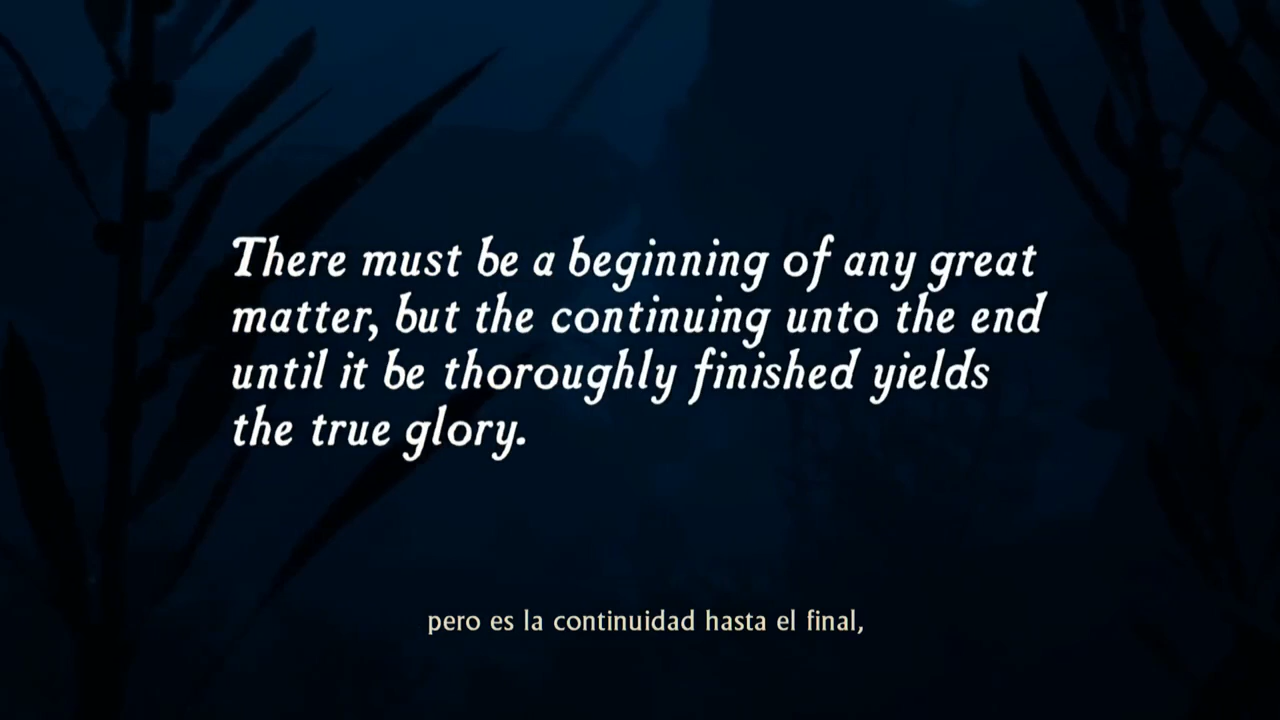 There must be a beginning of any great
matter, but the continuing unto the end
until it be thoroughly finished yields
the true glory.
pero es la continuidad hasta el final,